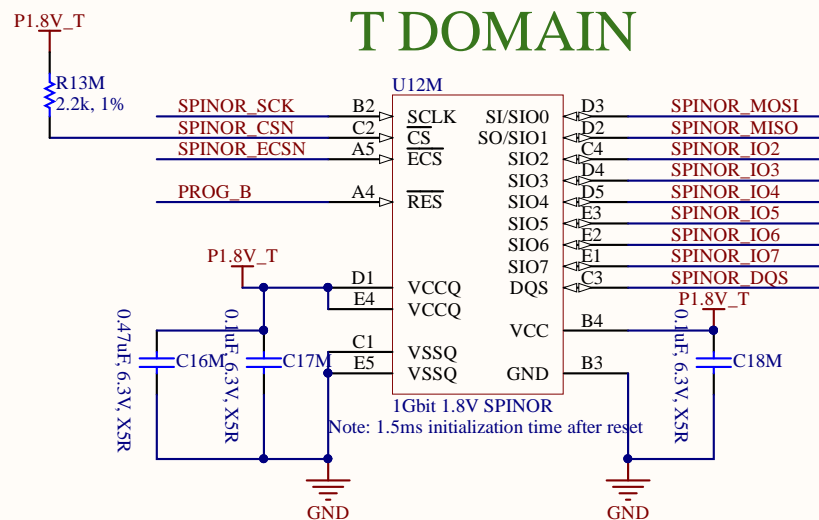 P1.8V_T
T DOMAIN
R13M
2.2k, 1%
U12M
SPINOR_SCK B2 SCLK SI/SIO0 D3 SPINOR_MOSI
SPINOR_CSN C2 CS SO/SIO1 D2 SPINOR_MISO
SPINOR_ECSN A5 ECS SIO2 C4 SPINOR_IO2
SIO3 D4 SPINOR_IO3
PROG_B A4 RES SIO4 D5 SPINOR_IO4
SIO5 E3 SPINOR_IO5
SIO6 E2 SPINOR_IO6
SIO7 E1 SPINOR_IO7
P1.8V_T
D1 VCCQ DQS C3 SPINOR_DQS
E4 VCCQ
P1.8V_T
VCC B4
C1 VSSQ
E5 VSSQ GND B3
0.47uF, 6.3V, X5R
C16M
0.1uF, 6.3V, X5R
C17M
0.1uF, 6.3V, X5R
C18M
1Gbit 1.8V SPINOR
Note: 1.5ms initialization time after reset
GND
GND